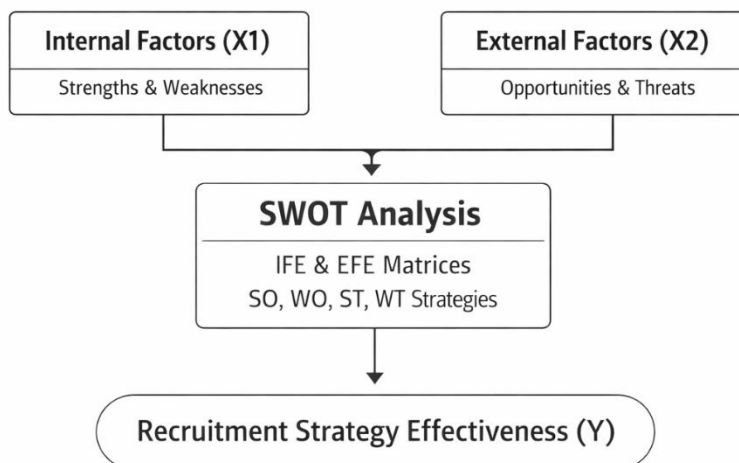 Internal Factors (X1)
Strengths & Weaknesses
External Factors (X2)
Opportunities & Threats
SWOT Analysis
IFE & EFE Matrices
SO, WO, ST, WT Strategies
Recruitment Strategy Effectiveness (Y)